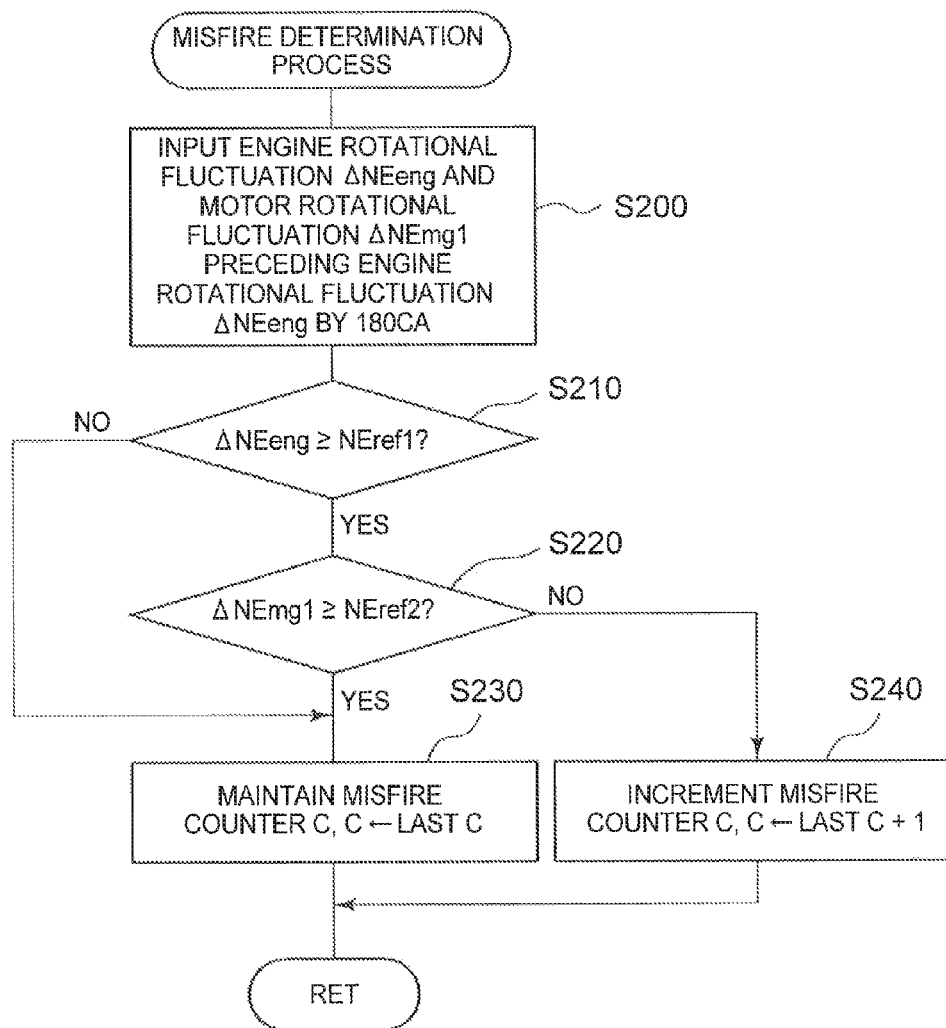 MISFIRE DETERMINATION
PROCESS
INPUT ENGINE ROTATIONAL
FLUCTUATION ΔNEeng AND
MOTOR ROTATIONAL
FLUCTUATION ΔNEmg1
PRECEDING ENGINE
ROTATIONAL FLUCTUATION
ΔNEeng BY 180CA
S200
S210
NO
ΔNEeng ≥ NEref1?
YES
S220
ΔNEmg1 ≥ NEref2?
NO
YES
S230
S240
MAINTAIN MISFIRE
COUNTER C, C ← LAST C
INCREMENT MISFIRE
COUNTER C, C ← LAST C + 1
RET